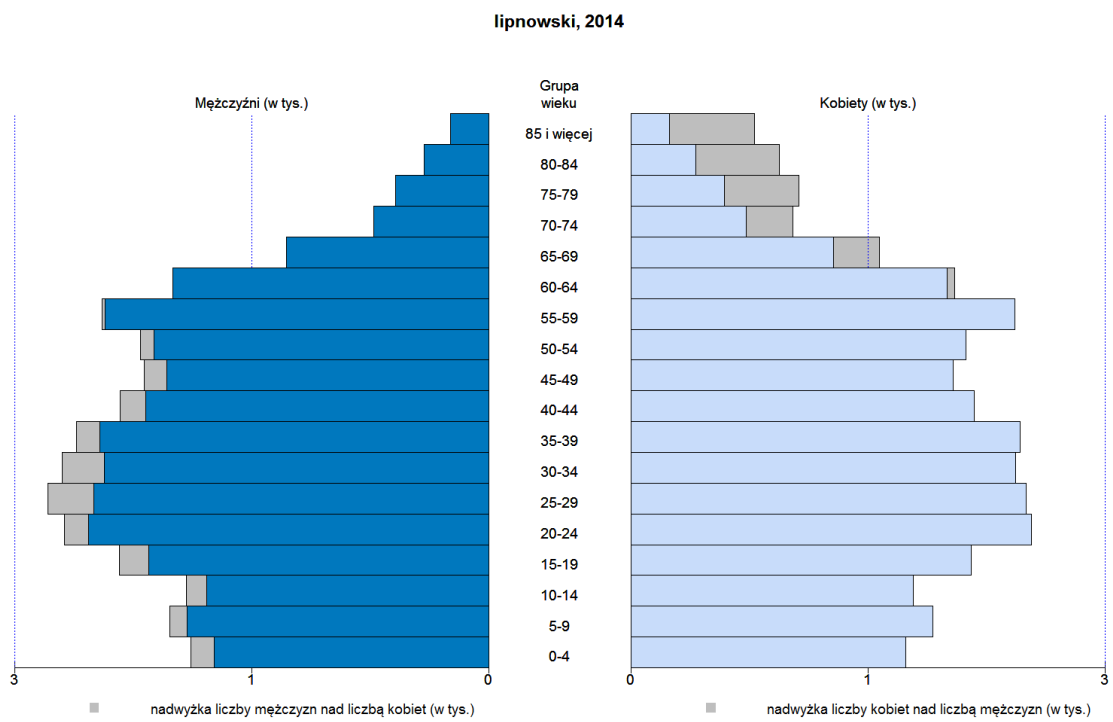 lipnowski, 2014
Grupa
wieku
Mężczyźni (w tys.)
Kobiety (w tys.)
85 i więcej
80-84
75-79
70-74
65-69
60-64
55-59
50-54
45-49
40-44
35-39
30-34
25-29
20-24
15-19
10-14
5-9
0-4
3 1 0 0 1 3
nadwyżka liczby mężczyzn nad liczbą kobiet (w tys.)
nadwyżka liczby kobiet nad liczbą mężczyzn (w tys.)